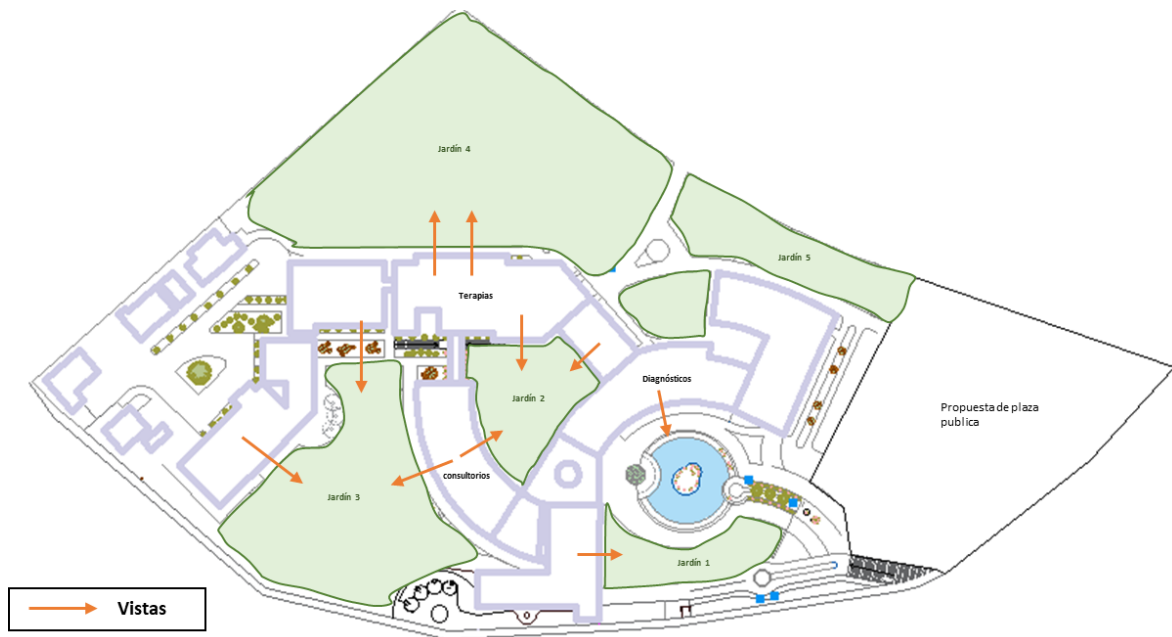 Jardín 4
Jardín 5
Terapias
Diagnósticos
Jardín 2
Propuesta de plaza
publica
consultorios
Jardín 3
Jardín 1
Vistas